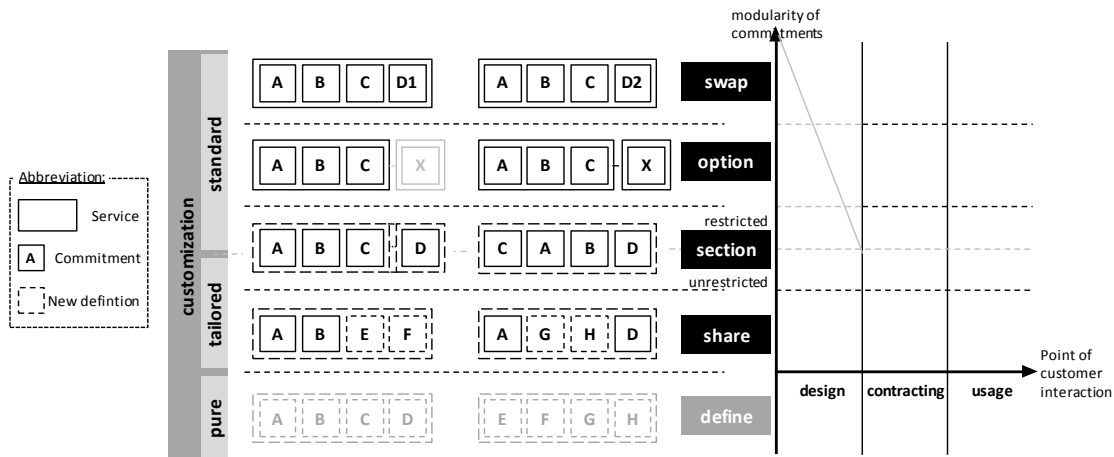 modularity of
commitments
A B C D1
A B C D2
swap
standard
A B C X
A B C X
option
Abbreviation:
Service
A Commitment
New defintion
customization
restricted
A B C D
C A B D
section
unrestricted
tailored
A B E F
A G H D
share
Point of
customer
interaction
design contracting usage
pure
A B C D
E F G H
define